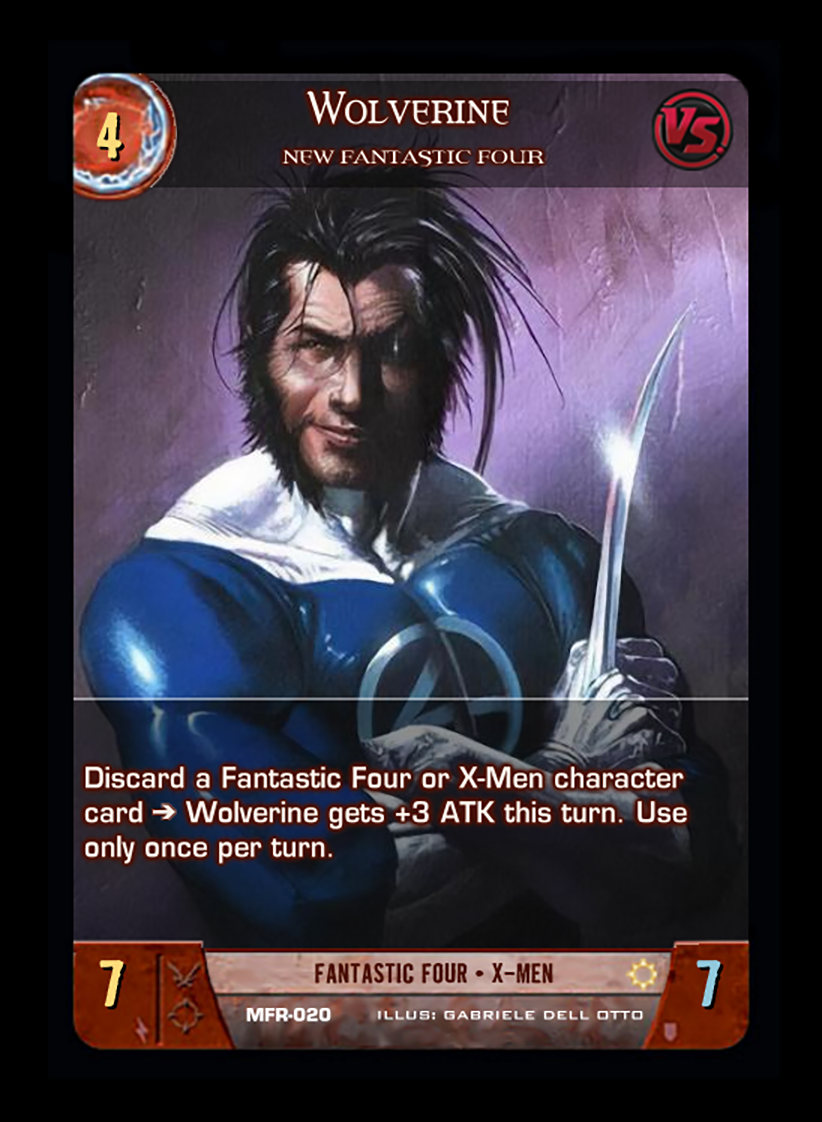 4
Wolverine
VS.
NEW FANTASTIC FOUR
Discard a Fantastic Four or X-Men character
card ➔ Wolverine gets +3 ATK this turn. Use
only once per turn.
7
FANTASTIC FOUR • X-MEN
7
MFR-020 ILLUS: GABRIELE DELL OTTO